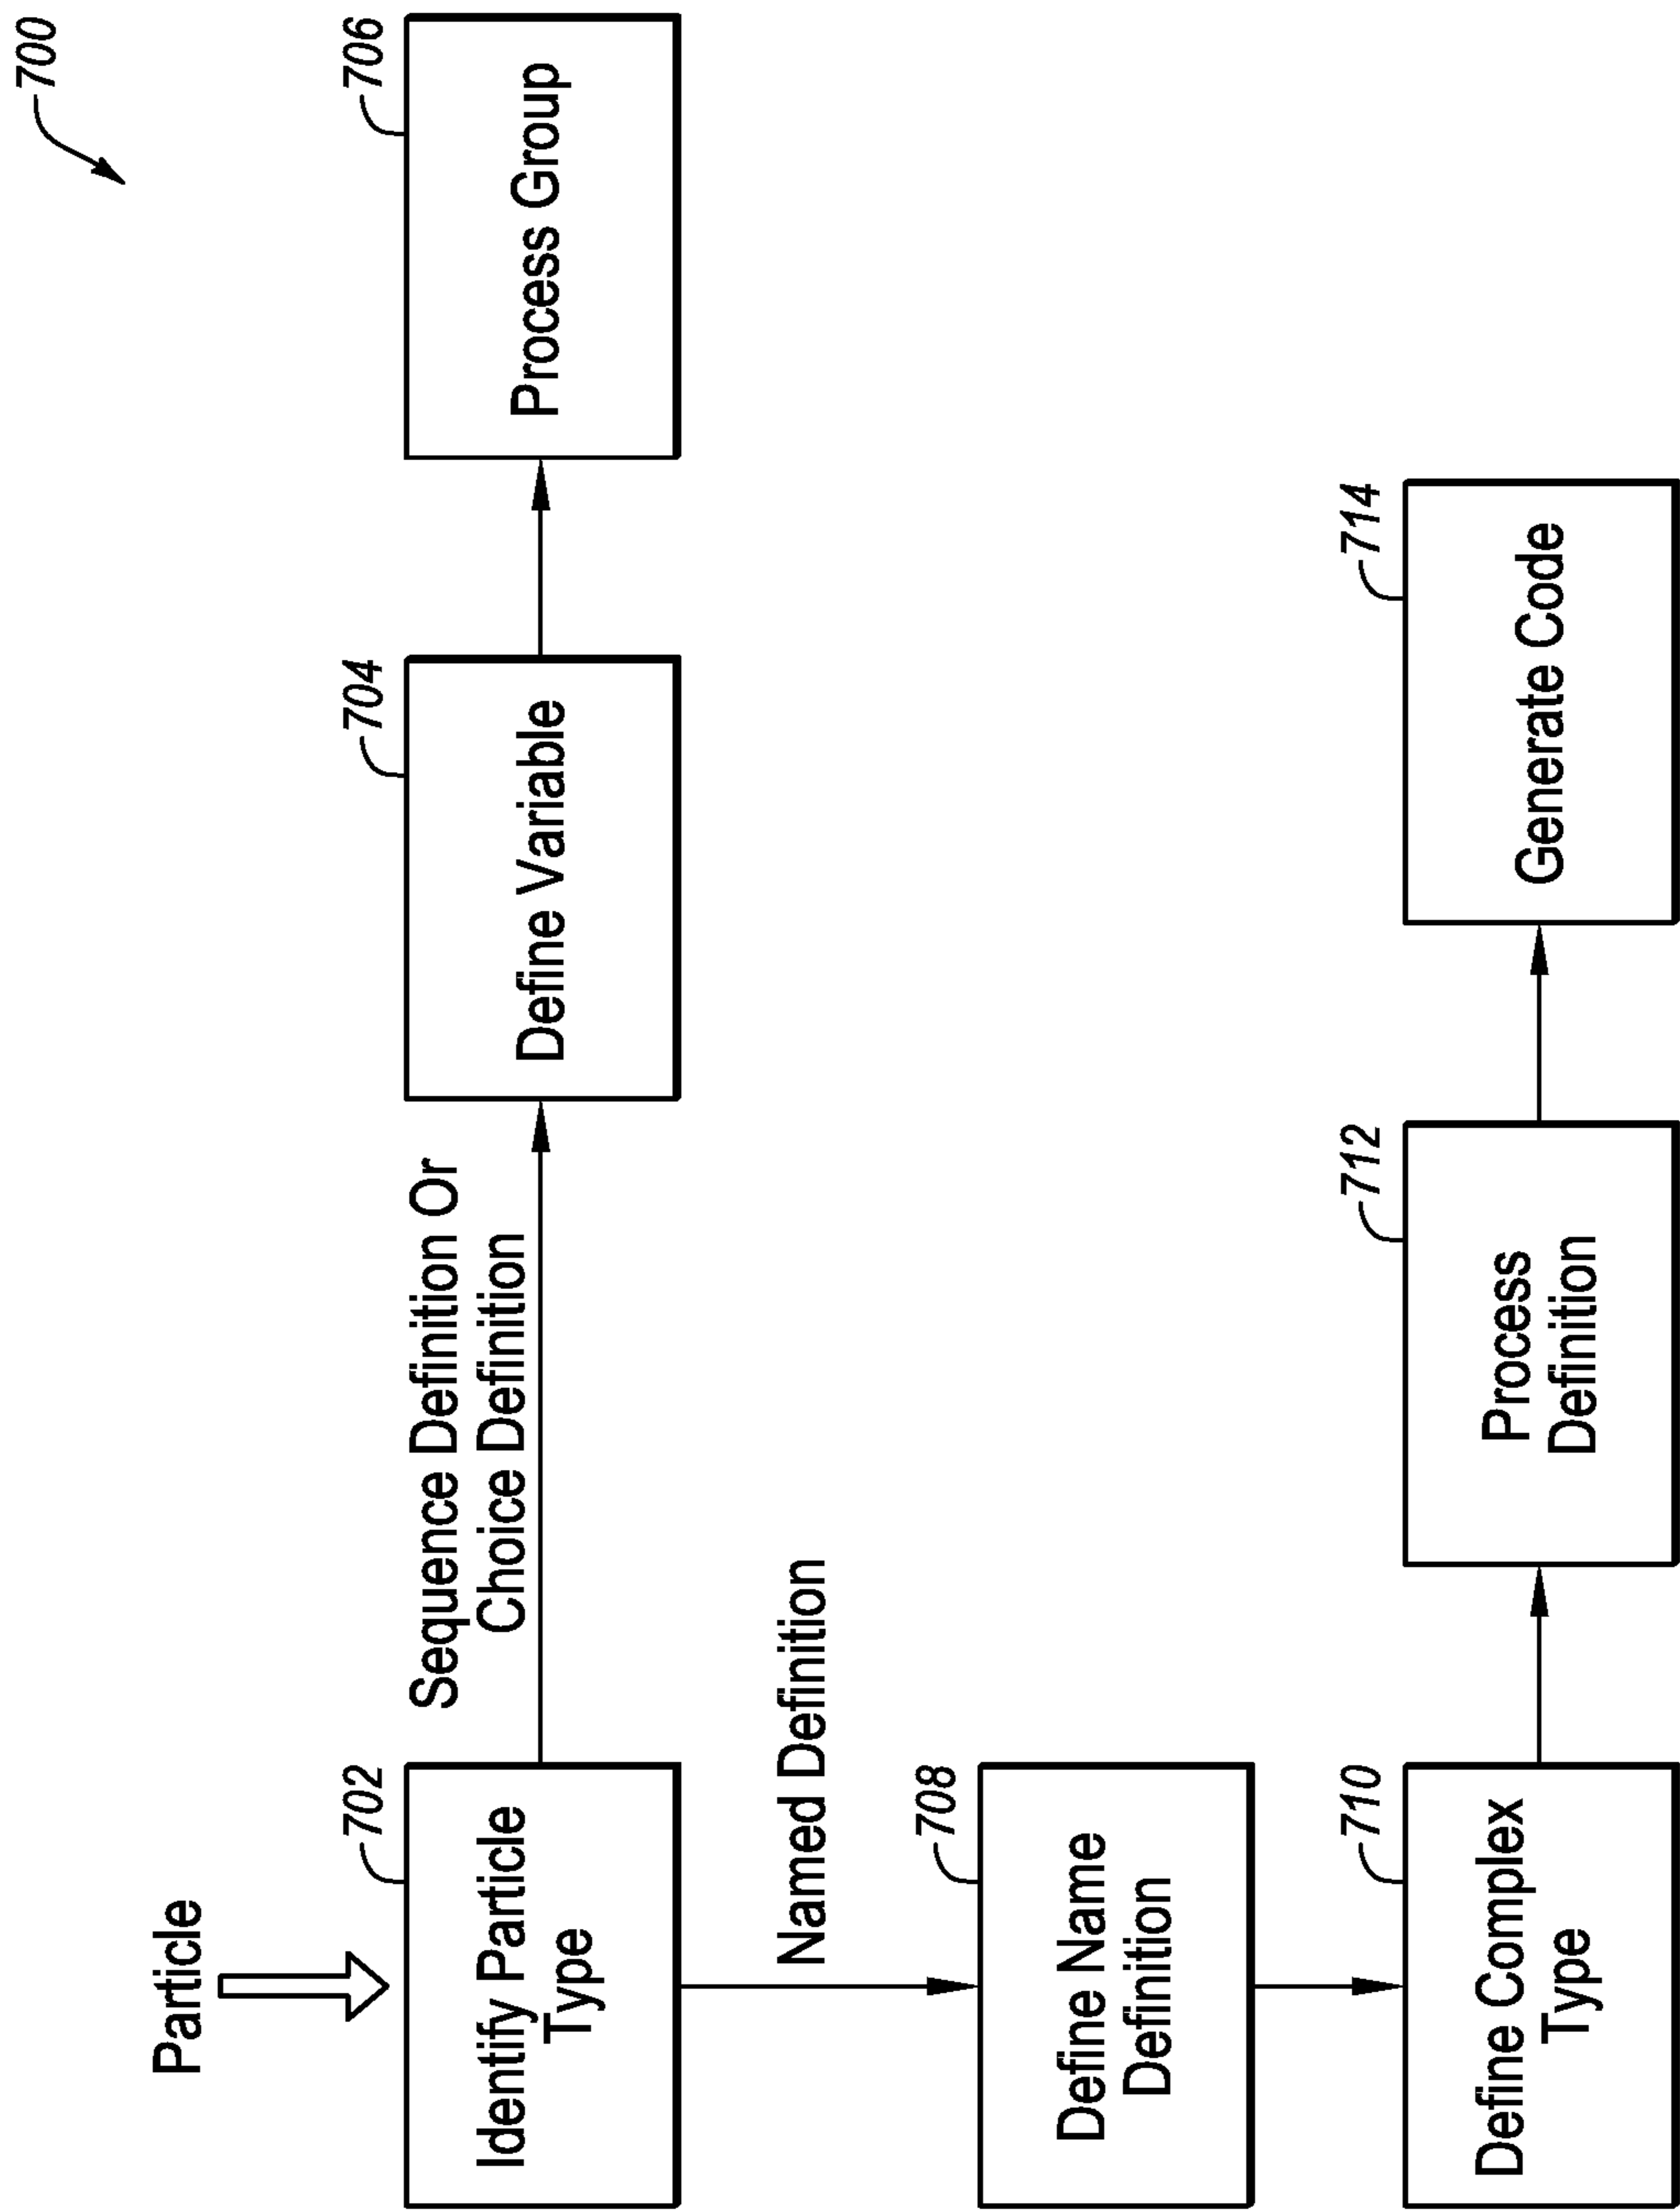 700
Particle
702
Identify Particle
Type
Sequence Definition Or
Choice Definition
704
Define Variable
706
Process Group
Named Definition
708
Define Name
Definition
710
Define Complex
Type
712
Process
Definition
714
Generate Code